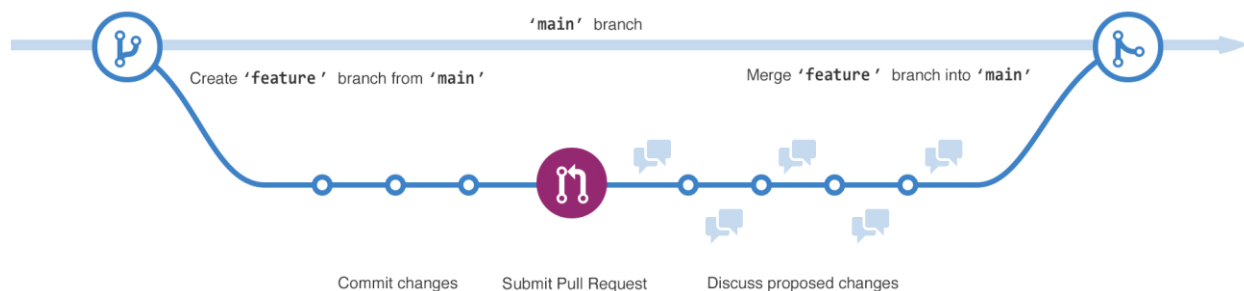 'main' branch
Create 'feature' branch from 'main'
Merge 'feature' branch into 'main'
Commit changes
Submit Pull Request
Discuss proposed changes